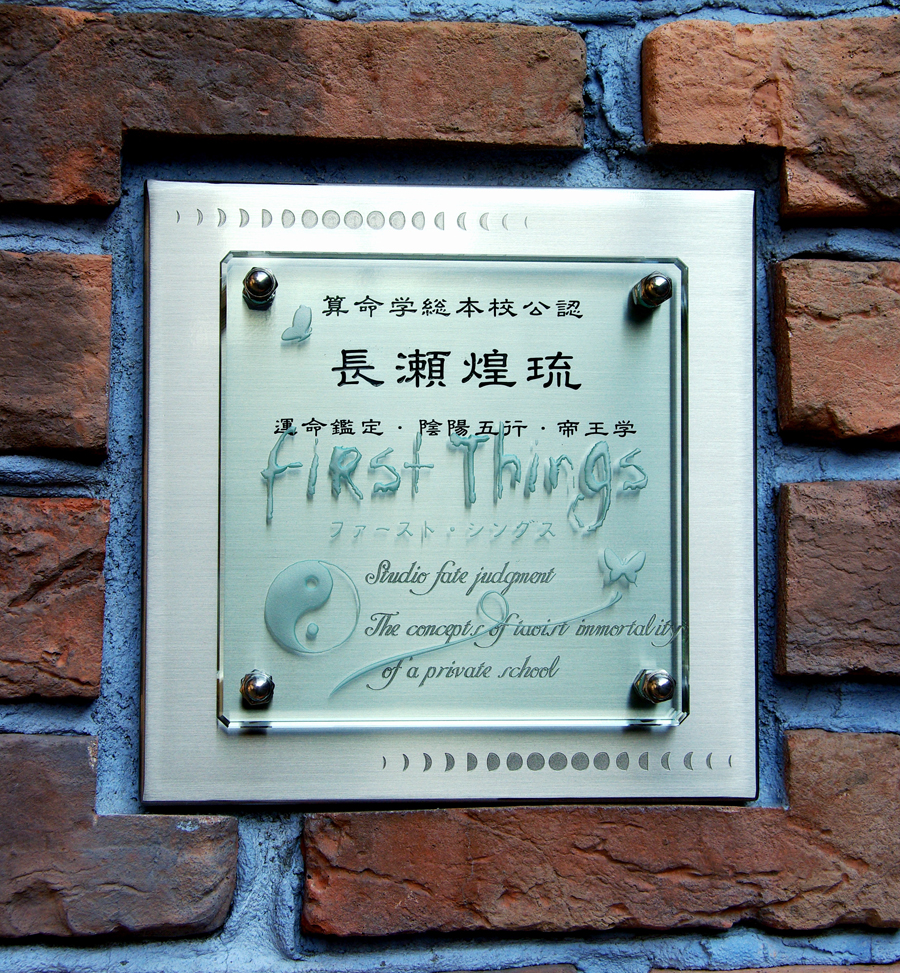 算命学総本校公認
長瀬煌琉
運命鑑定・陰陽五行・帝王学
first Things
ファースト・シングス
Studio fate judgment
The concepts of taoist immortality
of a private school